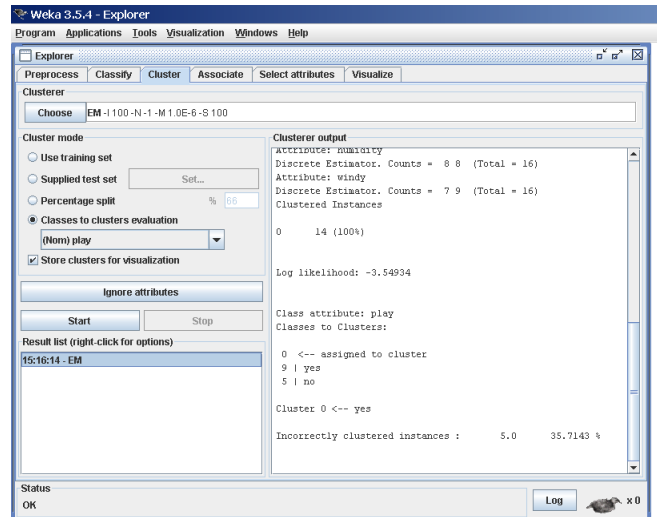 Weka 3.5.4 - Explorer
Program Applications Tools Visualization Windows Help
Explorer
Preprocess Classify Cluster Associate Select attributes Visualize
Clusterer
Choose EM -I 100 -N -1 -M 1.0E-6 -S 100
Cluster mode
Use training set
Supplied test set Set...
Percentage split % 66
Classes to clusters evaluation
(Nom) play
Store clusters for visualization
Ignore attributes
Start Stop
Result list (right-click for options)
15:16:14 - EM
Clusterer output
Attribute: humidity
Discrete Estimator. Counts = 8 8 (Total = 16)
Attribute: windy
Discrete Estimator. Counts = 7 9 (Total = 16)
Clustered Instances
0 14 (100%)
Log likelihood: -3.54934
Class attribute: play
Classes to Clusters:
0 <-- assigned to cluster
9 | yes
5 | no
Cluster 0 <-- yes
Incorrectly clustered instances : 5.0 35.7143 %
Status
OK
Log
x 0